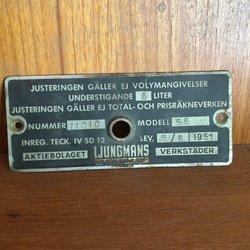 JUSTERINGEN GÄLLER EJ VOLYMANGIVELSER
UNDERSTIGANDE 5 LITER
JUSTERINGEN GÄLLER EJ TOTAL- OCH PRISRÄKNEVERKEN
NUMMER 11010 MODELL 56
INREG. TECK. IV SD 12 LEV. 5/6 1951
AKTIEBOLAGET LJUNGMANS VERKSTÄDER